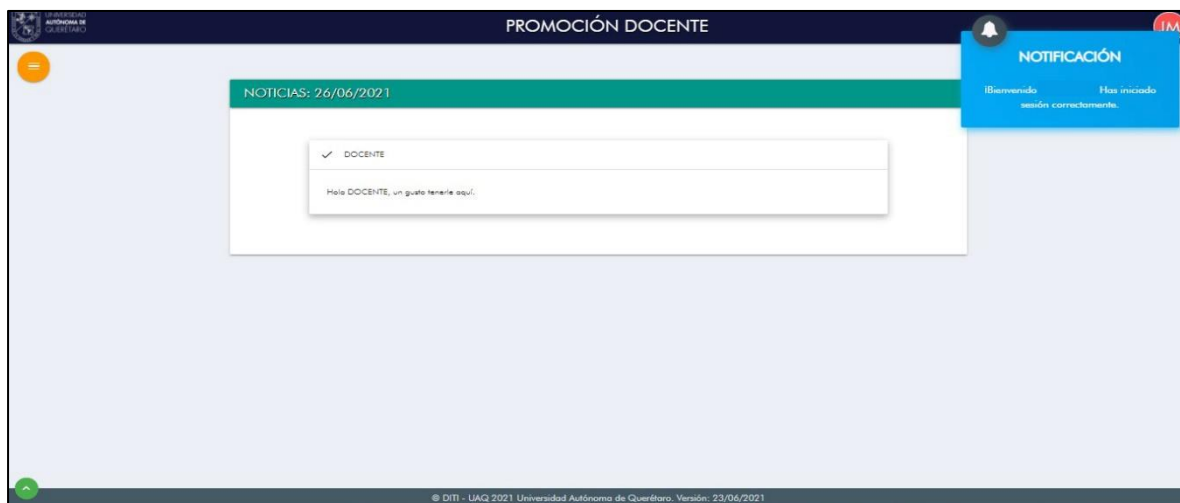 UNIVERSIDAD
AUTÓNOMA DE
QUERÉTARO
PROMOCIÓN DOCENTE
IM
NOTIFICACIÓN
¡Bienvenido Has iniciado
sesión correctamente.
NOTICIAS: 26/06/2021
DOCENTE
Hola DOCENTE, un gusto tenerle aquí.
© DITI - UAQ 2021 Universidad Autónoma de Querétaro. Versión: 23/06/2021